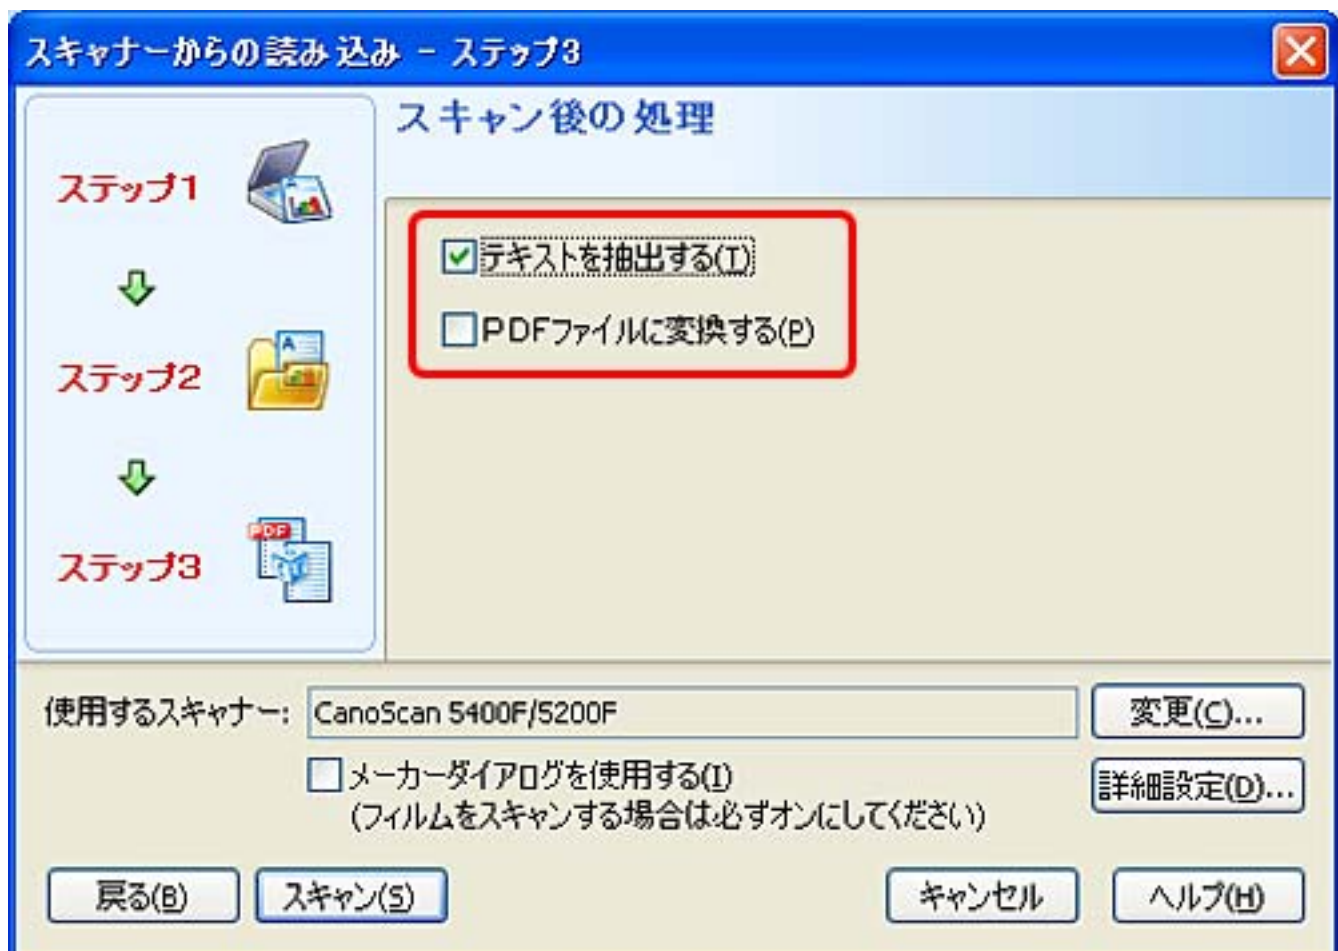 スキャナーからの読み込み - ステップ3
スキャン後の処理
ステップ1
ステップ2
ステップ3
PDF
A
テキストを抽出する(T)
PDFファイルに変換する(P)
使用するスキャナー: CanoScan 5400F/5200F
変更(C)...
メーカーダイアログを使用する(I)
(フィルムをスキャンする場合は必ずオンにしてください)
詳細設定(D)...
戻る(B) スキャン(S) キャンセル ヘルプ(H)